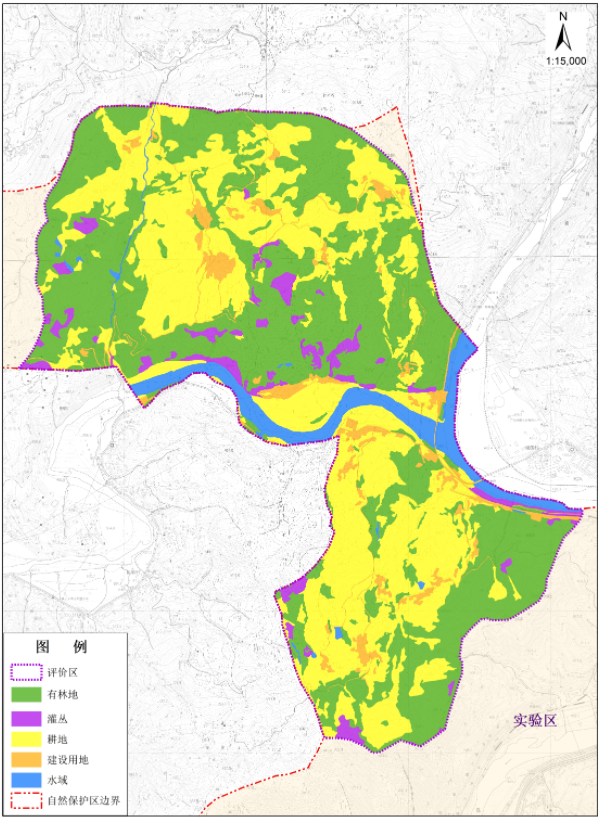 N
1:15,000
图 例
评价区
有林地
灌丛
耕地
建设用地
水域
自然保护区边界
实验区